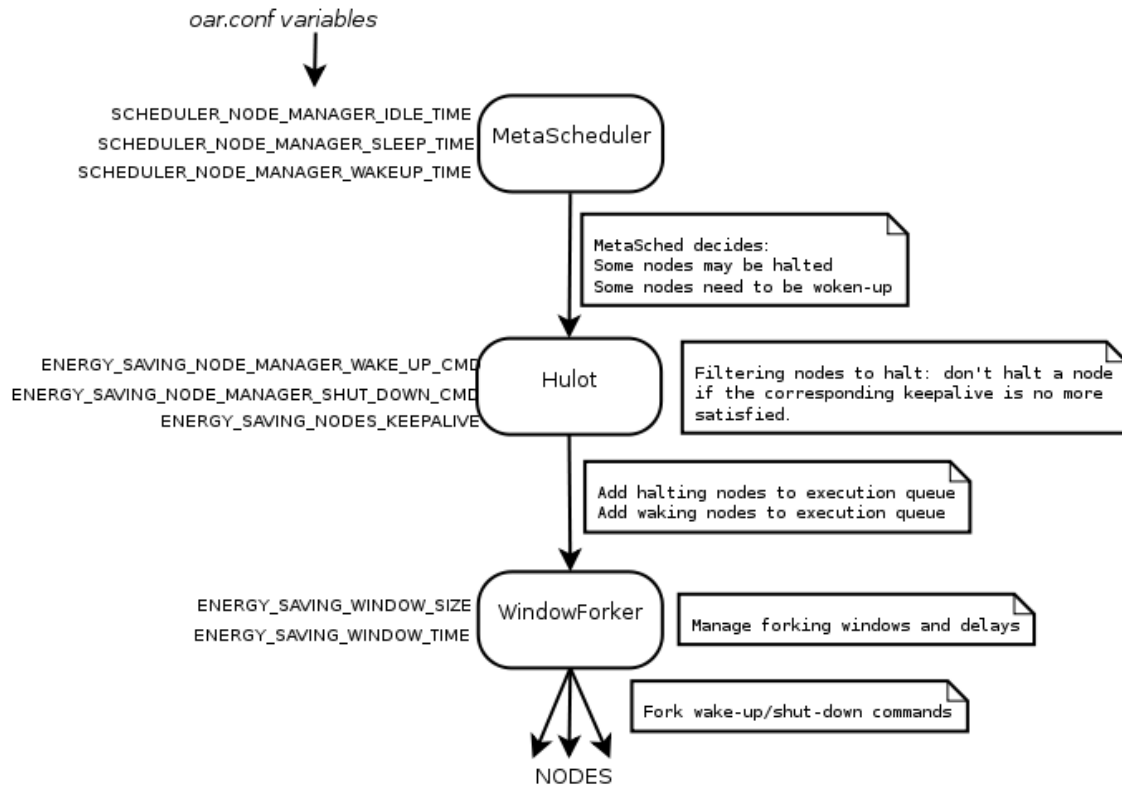 oar.conf variables
SCHEDULER_NODE_MANAGER_IDLE_TIME
SCHEDULER_NODE_MANAGER_SLEEP_TIME
SCHEDULER_NODE_MANAGER_WAKEUP_TIME
MetaScheduler
MetaSched decides:
Some nodes may be halted
Some nodes need to be woken-up
ENERGY_SAVING_NODE_MANAGER_WAKE_UP_CMD
ENERGY_SAVING_NODE_MANAGER_SHUT_DOWN_CMD
ENERGY_SAVING_NODES_KEEPALIVE
Hulot
Filtering nodes to halt: don't halt a node
if the corresponding keepalive is no more
satisfied.
Add halting nodes to execution queue
Add waking nodes to execution queue
ENERGY_SAVING_WINDOW_SIZE
ENERGY_SAVING_WINDOW_TIME
WindowForker
Manage forking windows and delays
Fork wake-up/shut-down commands
NODES